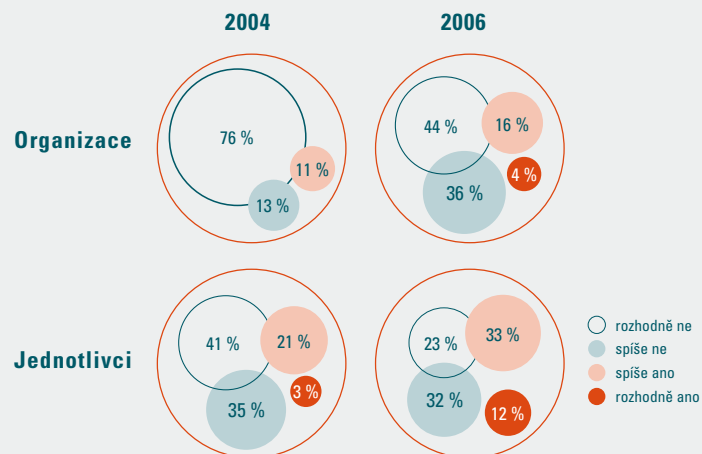 2004 2006
Organizace
76 %
11 %
13 %
44 %
16 %
4 %
36 %
Jednotlivci
41 %
21 %
3 %
35 %
23 %
33 %
32 %
12 %
rozhodně ne
spíše ne
spíše ano
rozhodně ano